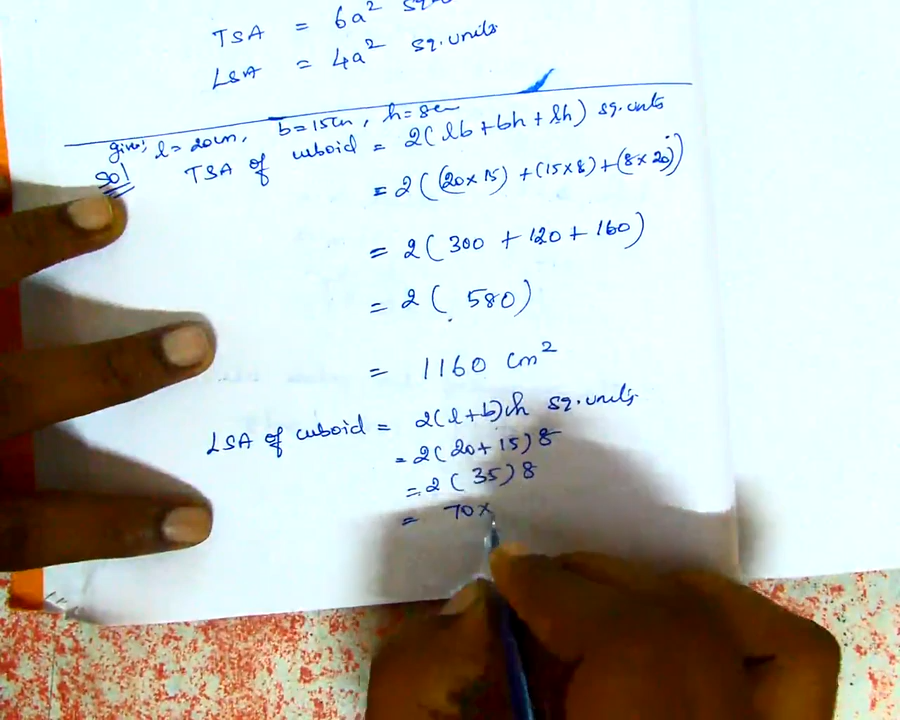 TSA = 6a² sq.
LSA = 4a² sq.units
given; l = 20cm, b = 15cm, h = 8cm
Sol TSA of cuboid = 2(lb + bh + lh) sq.units
= 2((20 x 15) + (15 x 8) + (8 x 20))
= 2(300 + 120 + 160)
= 2( 580)
= 1160 cm²
LSA of cuboid = 2(l+b)h sq.units.
= 2(20+15)8
= 2(35)8
= 70x